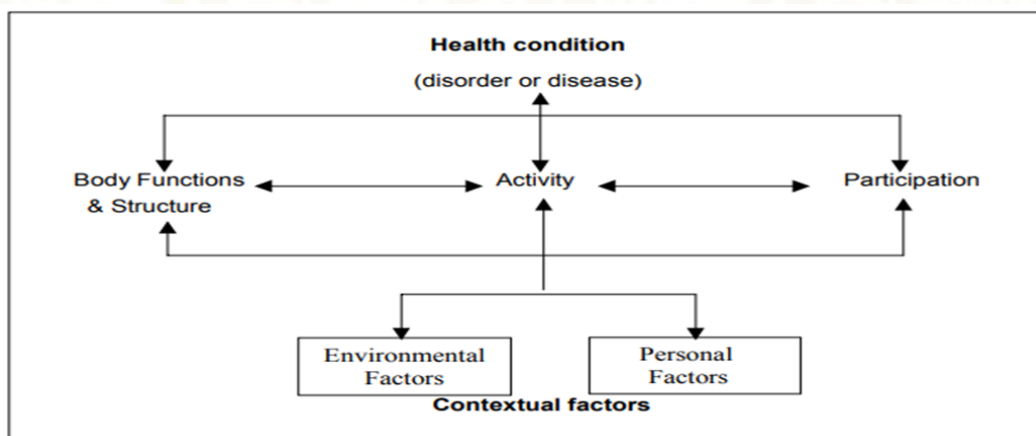 Health condition
(disorder or disease)
Body Functions
& Structure
Activity
Participation
Environmental
Factors
Personal
Factors
Contextual factors